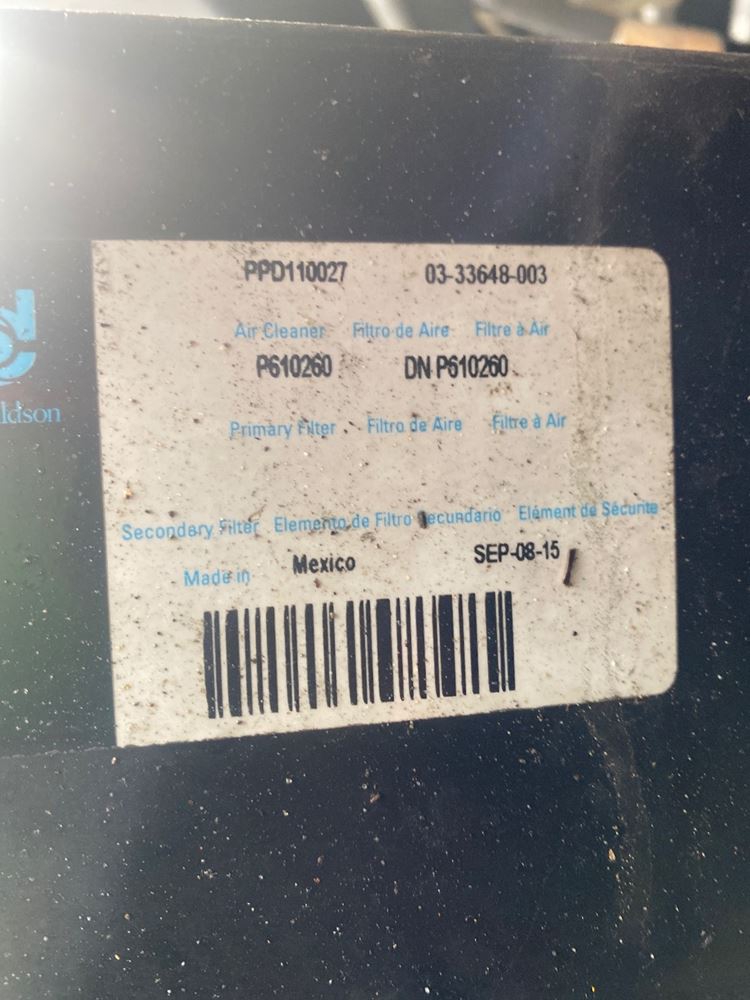 PPD110027 03-33648-003
Air Cleaner Filtro de Aire Filtre à Air
P610260 DN P610260
ldson
Primary Filter Filtro de Aire Filtre à Air
Secondary Filter Elemento de Filtro Secundario Elément de Sécurite
Made in Mexico SEP-08-15